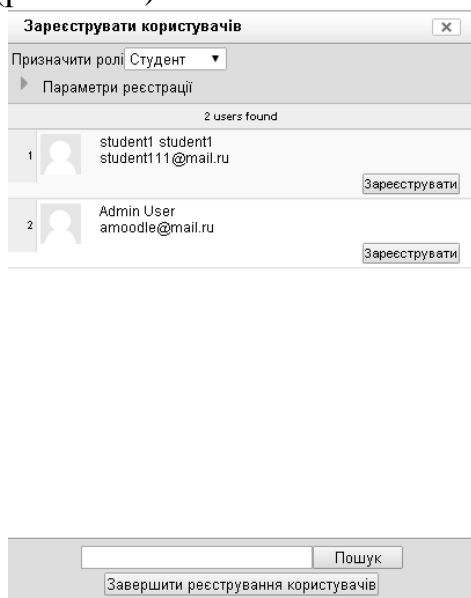 Зареєструвати користувачів
Призначити ролі Студент
Параметри реєстрації
2 users found
1
student1 student1
student111@mail.ru
Зареєструвати
2
Admin User
amoodle@mail.ru
Зареєструвати
Пошук
Завершити реєстрування користувачів